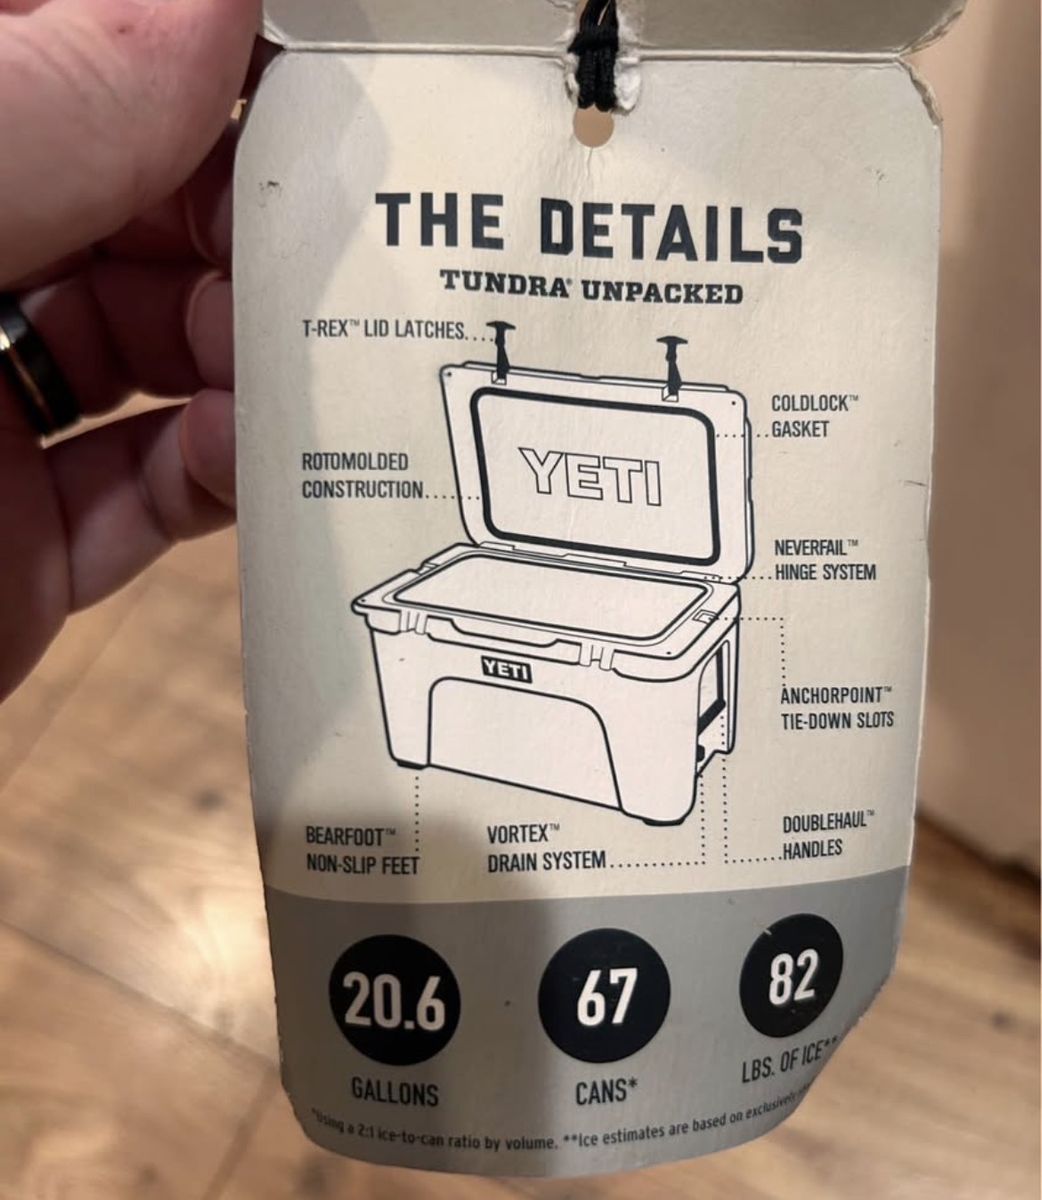 THE DETAILS
TUNDRA® UNPACKED
T-REX™ LID LATCHES....
COLDLOCK™
GASKET
YETI
ROTOMOLDED
CONSTRUCTION
NEVERFAIL™
HINGE SYSTEM
YETI
ANCHORPOINT™
TIE-DOWN SLOTS
BEARFOOT™
NON-SLIP FEET
VORTEX™
DRAIN SYSTEM
DOUBLEHAUL™
HANDLES
20.6
GALLONS
67
CANS*
82
LBS. OF ICE**
*Using a 2:1 ice-to-can ratio by volume. **Ice estimates are based on exclusively